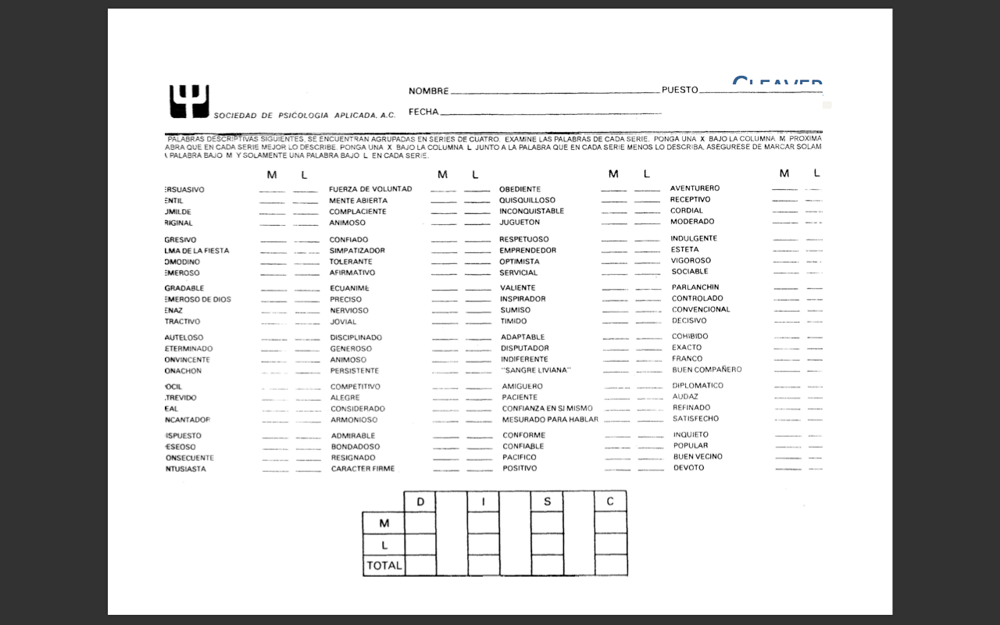 CLEAVER
NOMBRE PUESTO
SOCIEDAD DE PSICOLOGIA APLICADA, A.C. FECHA
PALABRAS DESCRIPTIVAS SIGUIENTES, SE ENCUENTRAN AGRUPADAS EN SERIES DE CUATRO. EXAMINE LAS PALABRAS DE CADA SERIE. PONGA UNA X BAJO LA COLUMNA M PROXIMA
ABRA QUE EN CADA SERIE MEJOR LO DESCRIBE. PONGA UNA X BAJO LA COLUMNA L JUNTO A LA PALABRA QUE EN CADA SERIE MENOS LO DESCRIBA, ASEGURESE DE MARCAR SOLAM
A PALABRA BAJO M Y SOLAMENTE UNA PALABRA BAJO L EN CADA SERIE.
M L
ERSUASIVO
ENTIL
UMILDE
RIGINAL
GRESIVO
LMA DE LA FIESTA
OMODINO
EMEROSO
GRADABLE
EMEROSO DE DIOS
ENAZ
TRACTIVO
AUTELOSO
ETERMINADO
ONVINCENTE
ONACHON
OCIL
TREVIDO
EAL
NCANTADOR
ISPUESTO
ESEOSO
ONSECUENTE
NTUSIASTA
M L
FUERZA DE VOLUNTAD
MENTE ABIERTA
COMPLACIENTE
ANIMOSO
CONFIADO
SIMPATIZADOR
TOLERANTE
AFIRMATIVO
ECUANIME
PRECISO
NERVIOSO
JOVIAL
DISCIPLINADO
GENEROSO
ANIMOSO
PERSISTENTE
COMPETITIVO
ALEGRE
CONSIDERADO
ARMONIOSO
ADMIRABLE
BONDADOSO
RESIGNADO
CARACTER FIRME
M L
OBEDIENTE
QUISQUILLOSO
INCONQUISTABLE
JUGUETON
RESPETUOSO
EMPRENDEDOR
OPTIMISTA
SERVICIAL
VALIENTE
INSPIRADOR
SUMISO
TIMIDO
ADAPTABLE
DISPUTADOR
INDIFERENTE
"SANGRE LIVIANA"
AMIGUERO
PACIENTE
CONFIANZA EN SI MISMO
MESURADO PARA HABLAR
CONFORME
CONFIABLE
PACIFICO
POSITIVO
M L
AVENTURERO
RECEPTIVO
CORDIAL
MODERADO
INDULGENTE
ESTETA
VIGOROSO
SOCIABLE
PARLANCHIN
CONTROLADO
CONVENCIONAL
DECISIVO
COHIBIDO
EXACTO
FRANCO
BUEN COMPAÑERO
DIPLOMATICO
AUDAZ
REFINADO
SATISFECHO
INQUIETO
POPULAR
BUEN VECINO
DEVOTO
D I S C
M
L
TOTAL